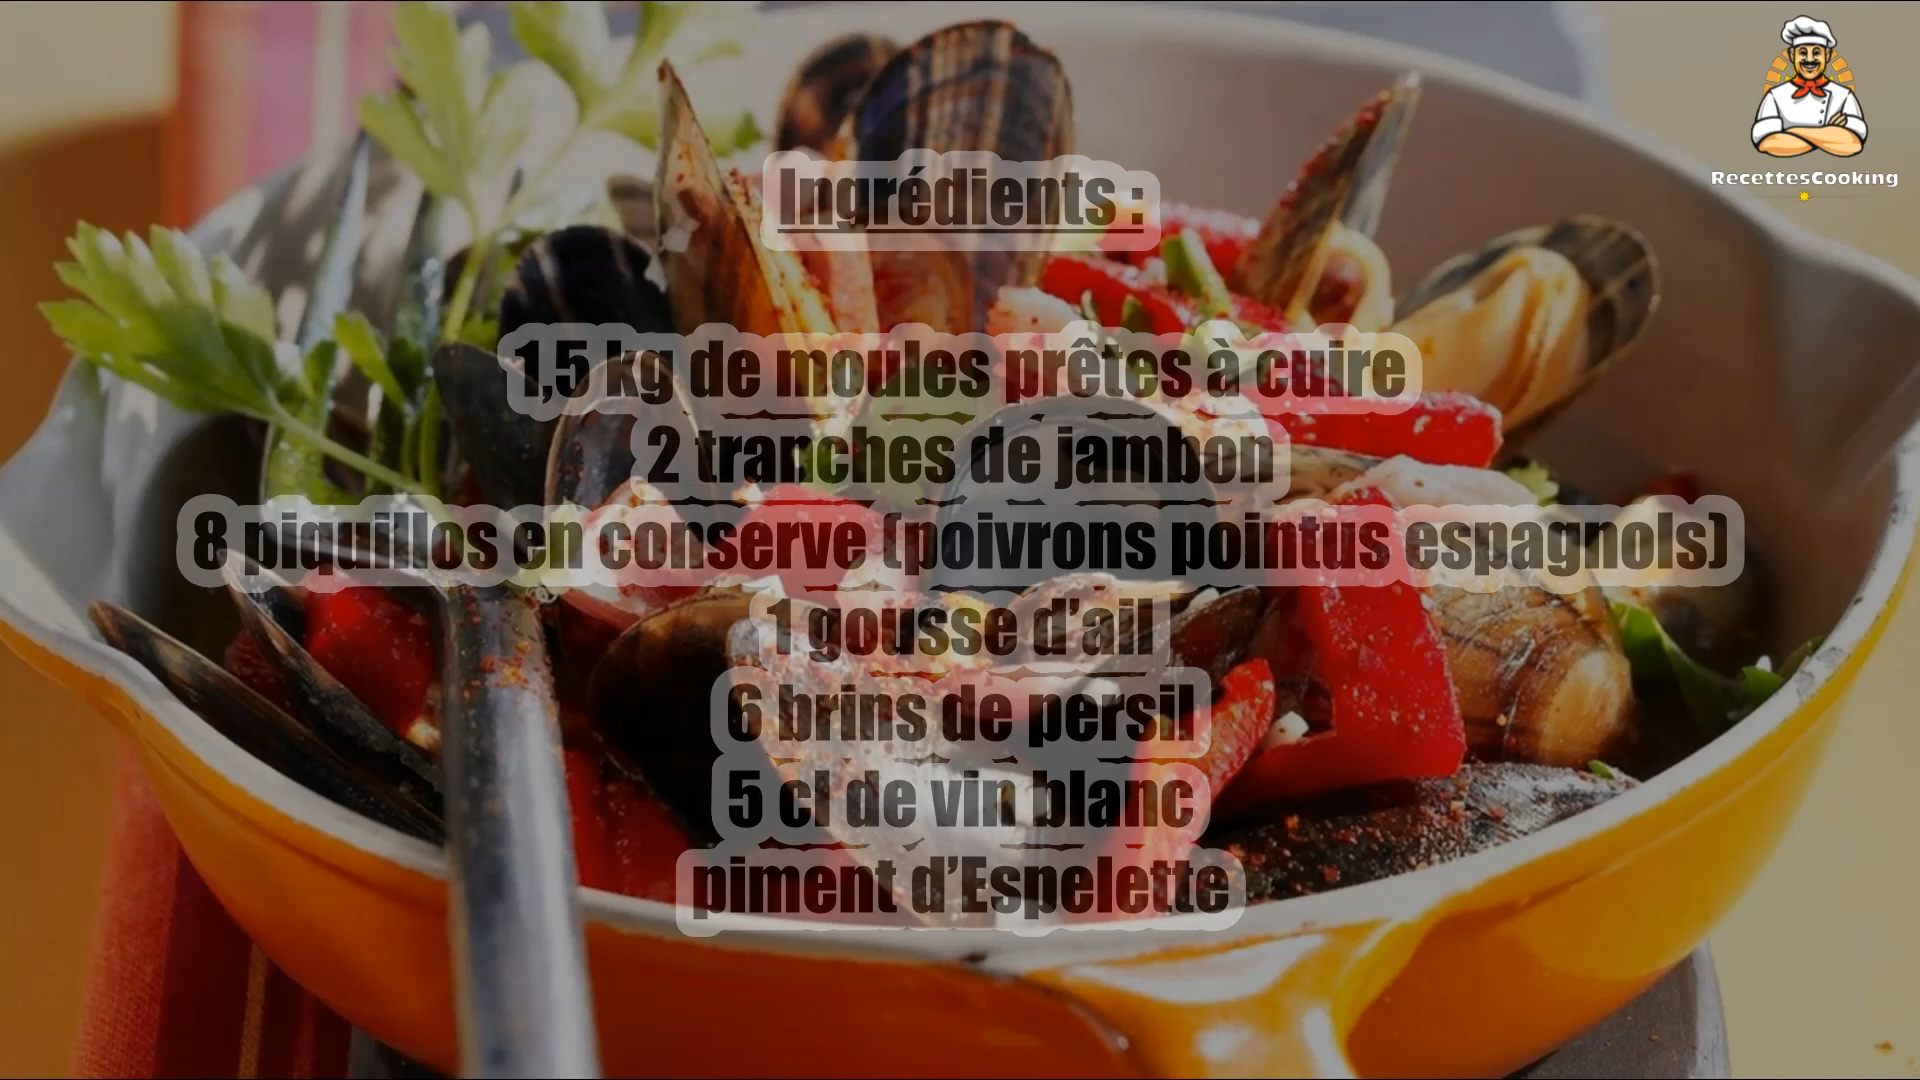 RecettesCooking
Ingrédients :
1,5 kg de moules prêtes à cuire
2 tranches de jambon
8 piquillos en conserve (poivrons pointus espagnols)
1 gousse d’ail
6 brins de persil
5 cl de vin blanc
piment d’Espelette